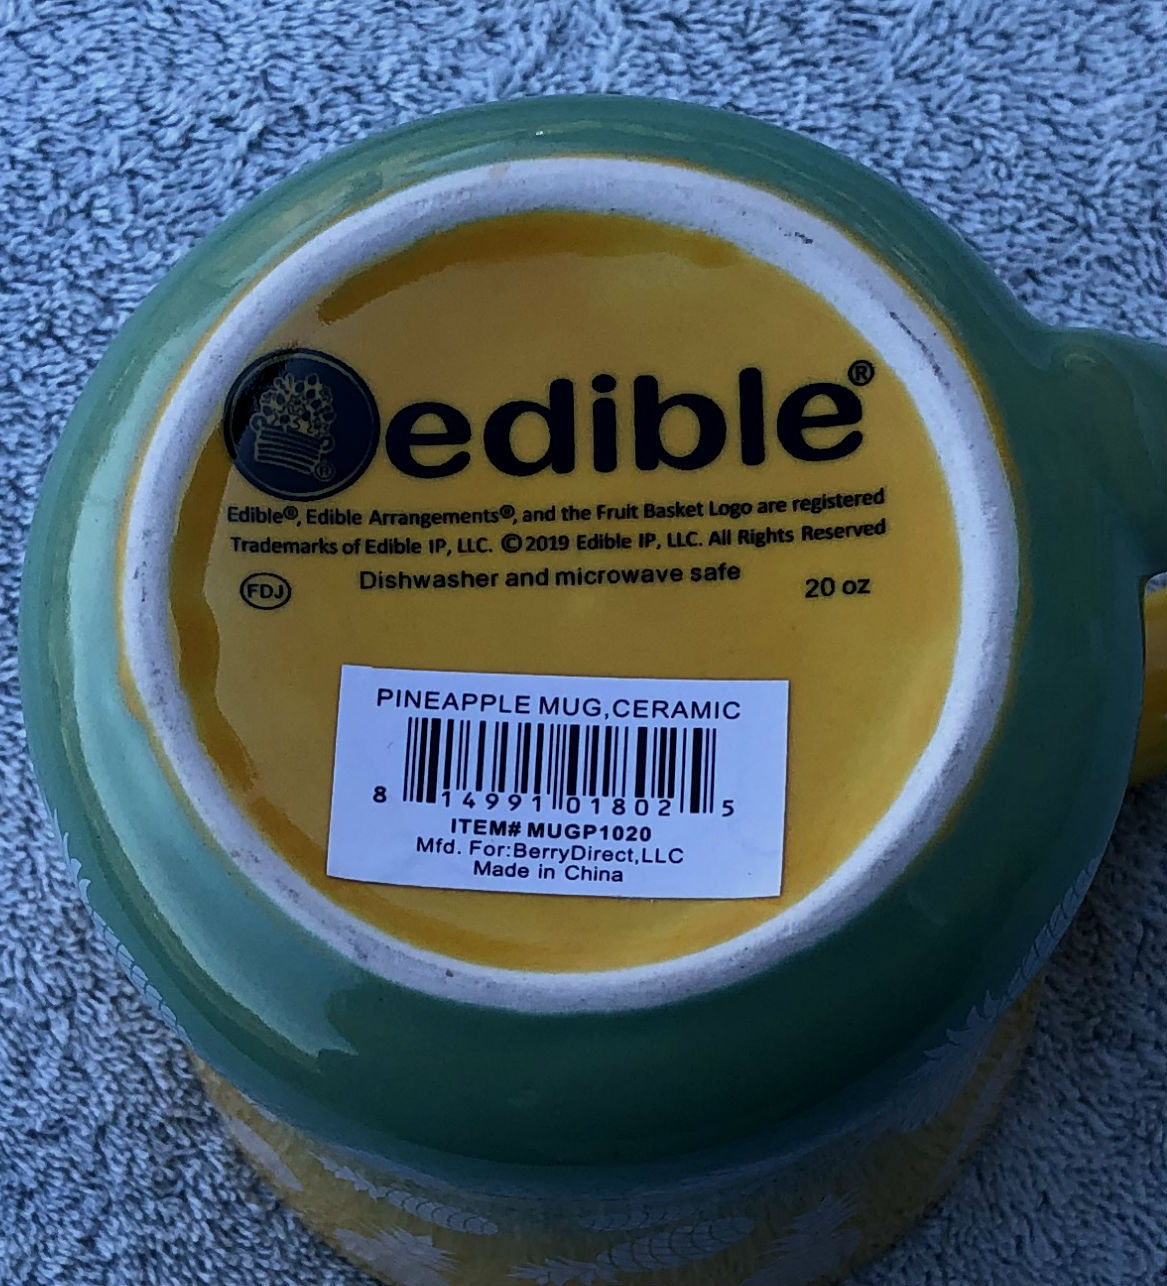 edible®
®
Edible®, Edible Arrangements®, and the Fruit Basket Logo are registered
Trademarks of Edible IP, LLC. ©2019 Edible IP, LLC. All Rights Reserved
FDJ Dishwasher and microwave safe 20 oz
PINEAPPLE MUG,CERAMIC
8 14991 01802 5
ITEM# MUGP1020
Mfd. For:BerryDirect,LLC
Made in China